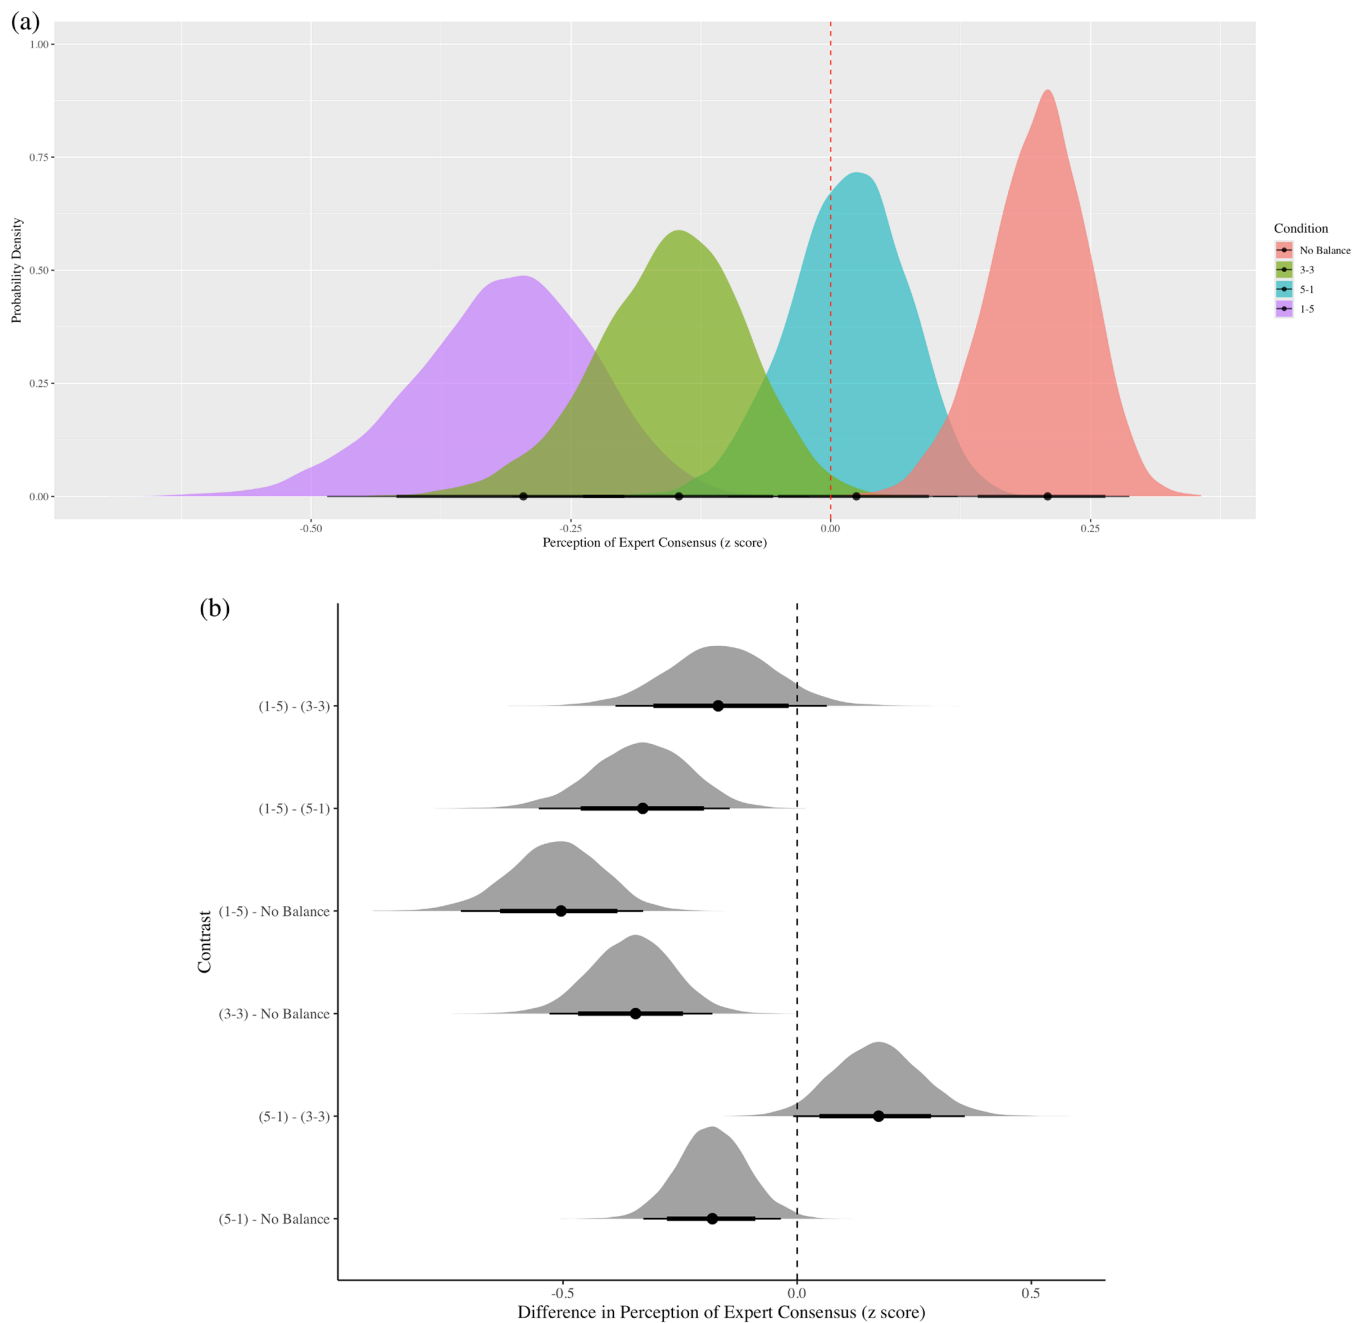 (a)
1.00
0.75
0.50
0.25
0.00
Probability Density
-0.50
-0.25
0.00
0.25
Perception of Expert Consensus (z score)
Condition
No Balance
3-3
5-1
1-5
(b)
(1-5) - (3-3)
(1-5) - (5-1)
(1-5) - No Balance
(3-3) - No Balance
(5-1) - (3-3)
(5-1) - No Balance
Contrast
-0.5
0.0
0.5
Difference in Perception of Expert Consensus (z score)